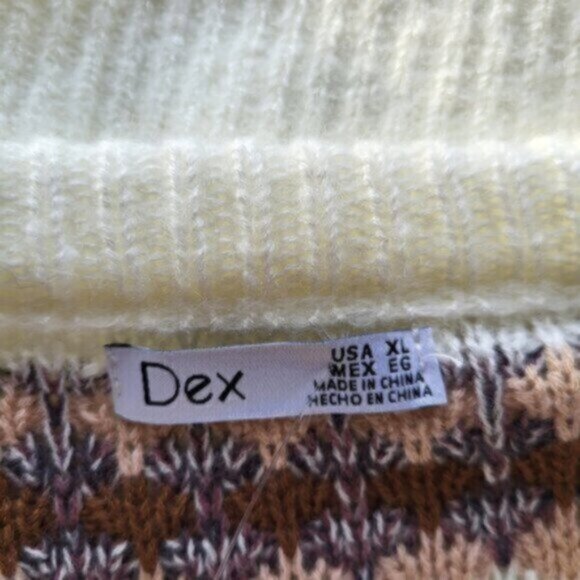 Dex
USA XL
MEX EG
MADE IN CHINA
HECHO EN CHINA